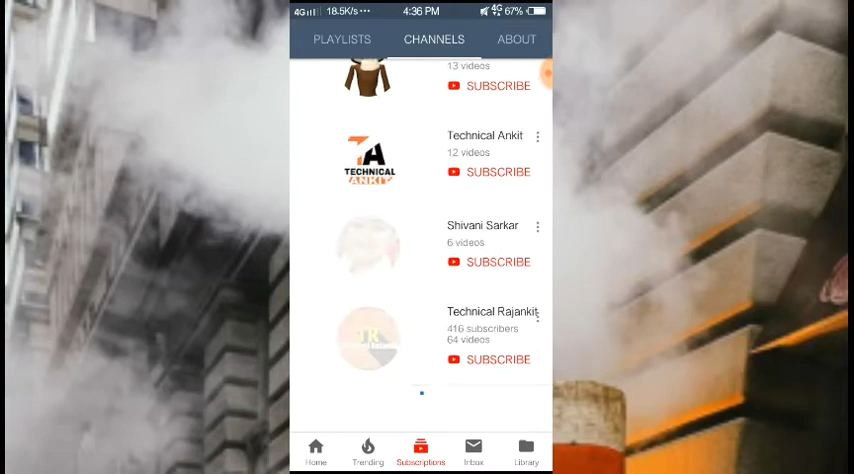 4G 18.5K/s ••• 4:36 PM 4G 67%
PLAYLISTS CHANNELS ABOUT
13 videos
SUBSCRIBE
TA
TECHNICAL
ANKIT
Technical Ankit
12 videos
SUBSCRIBE
Shivani Sarkar
6 videos
SUBSCRIBE
TR
Technical Rajankit
416 subscribers
64 videos
SUBSCRIBE
Home Trending Subscriptions Inbox Library